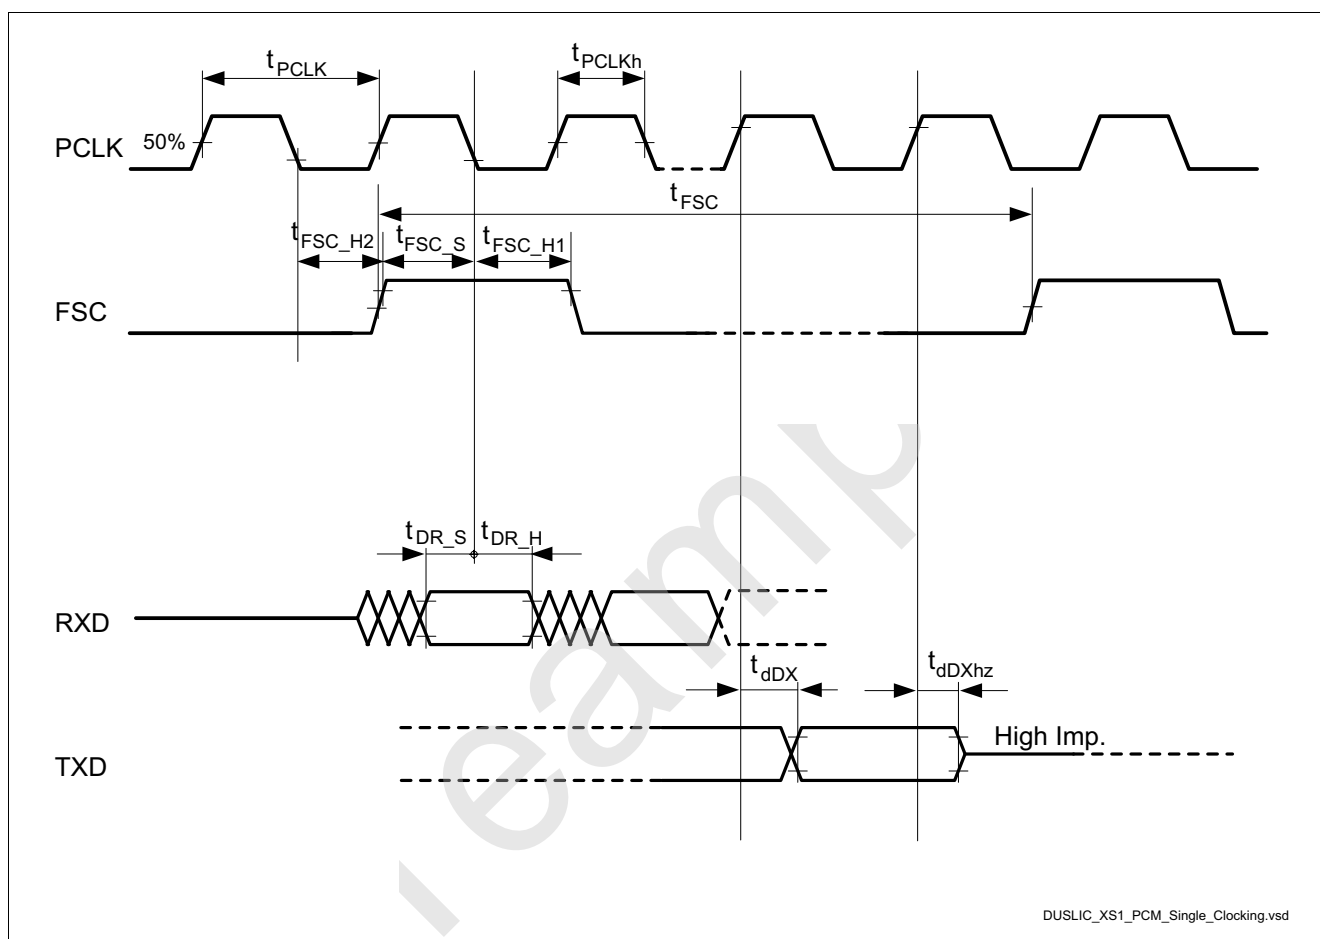 tPCLK
tPCLKh
PCLK 50%
tFSC
tFSC_H2 tFSC_S tFSC_H1
FSC
tDR_S tDR_H
RXD
tdDX tdDXhz
High Imp.
TXD
DUSLIC_XS1_PCM_Single_Clocking.vsd